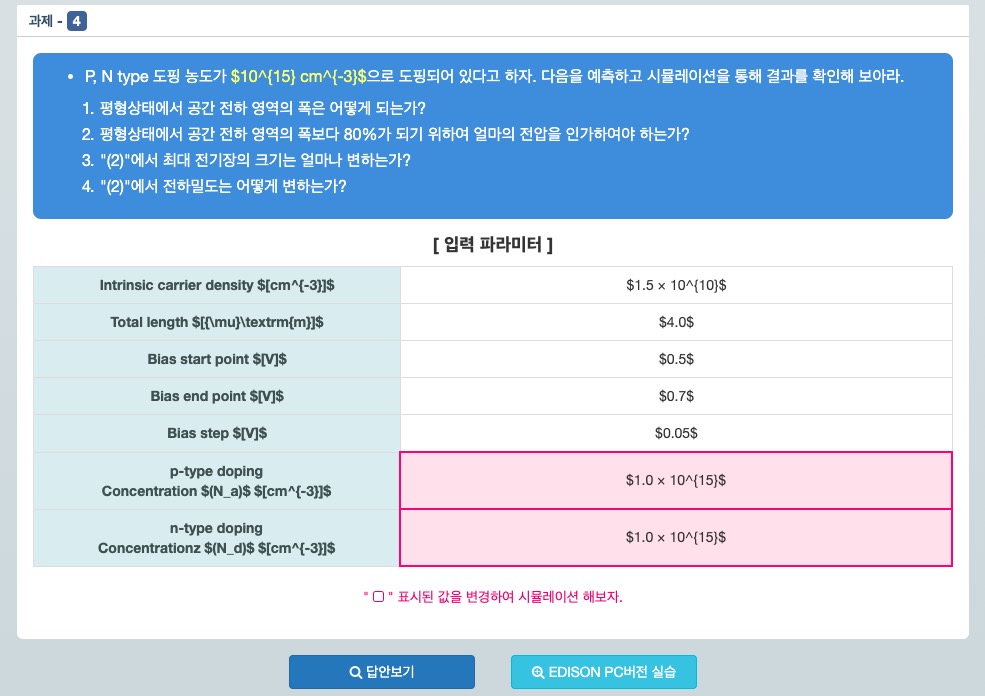 과제 - 4
• P, N type 도핑 농도가 $10^{15} cm^{-3}$으로 도핑되어 있다고 하자. 다음을 예측하고 시뮬레이션을 통해 결과를 확인해 보아라.
1. 평형상태에서 공간 전하 영역의 폭은 어떻게 되는가?
2. 평형상태에서 공간 전하 영역의 폭보다 80%가 되기 위하여 얼마의 전압을 인가하여야 하는가?
3. "(2)"에서 최대 전기장의 크기는 얼마나 변하는가?
4. "(2)"에서 전하밀도는 어떻게 변하는가?
[ 입력 파라미터 ]
Intrinsic carrier density $[cm^{-3}]$ $1.5 × 10^{10}$
Total length $[{\mu}\textrm{m}]$ $4.0$
Bias start point $[V]$ $0.5$
Bias end point $[V]$ $0.7$
Bias step $[V]$ $0.05$
p-type doping
Concentration $(N_a)$ $[cm^{-3}]$ $1.0 × 10^{15}$
n-type doping
Concentrationz $(N_d)$ $[cm^{-3}]$ $1.0 × 10^{15}$
" ▢ " 표시된 값을 변경하여 시뮬레이션 해보자.
답안보기 EDISON PC버전 실습